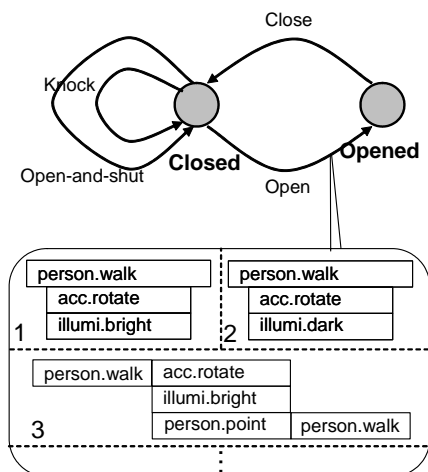 Close
Knock
Closed
Opened
Open-and-shut
Open
person.walk
acc.rotate
illumi.bright
1
person.walk
acc.rotate
illumi.dark
2
person.walk
acc.rotate
illumi.bright
person.point
person.walk
3